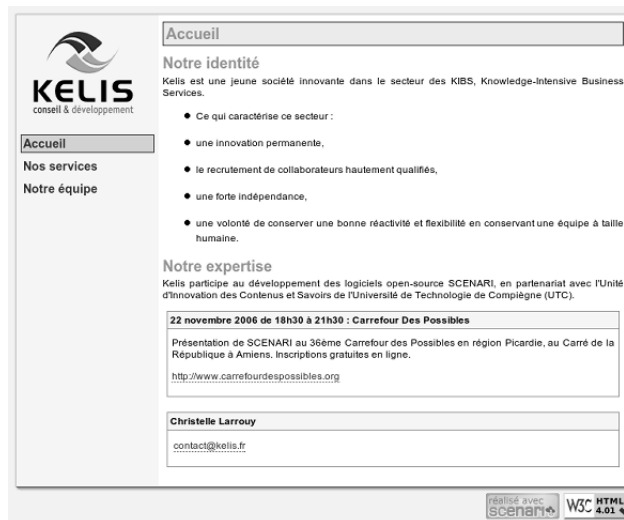 KELIS
conseil & développement
Accueil
Nos services
Notre équipe
Accueil
Notre identité
Kelis est une jeune société innovante dans le secteur des KIBS, Knowledge-Intensive Business
Services.
● Ce qui caractérise ce secteur :
● une innovation permanente,
● le recrutement de collaborateurs hautement qualifiés,
● une forte indépendance,
● une volonté de conserver une bonne réactivité et flexibilité en conservant une équipe à taille
humaine.
Notre expertise
Kelis participe au développement des logiciels open-source SCENARI, en partenariat avec l'Unité
d'Innovation des Contenus et Savoirs de l'Université de Technologie de Compiègne (UTC).
22 novembre 2006 de 18h30 à 21h30 : Carrefour Des Possibles
Présentation de SCENARI au 36ème Carrefour des Possibles en région Picardie, au Carré de la
République à Amiens. Inscriptions gratuites en ligne.
http://www.carrefourdespossibles.org
Christelle Larrouy
contact@kelis.fr
réalisé avec
scenari
W3C HTML
4.01